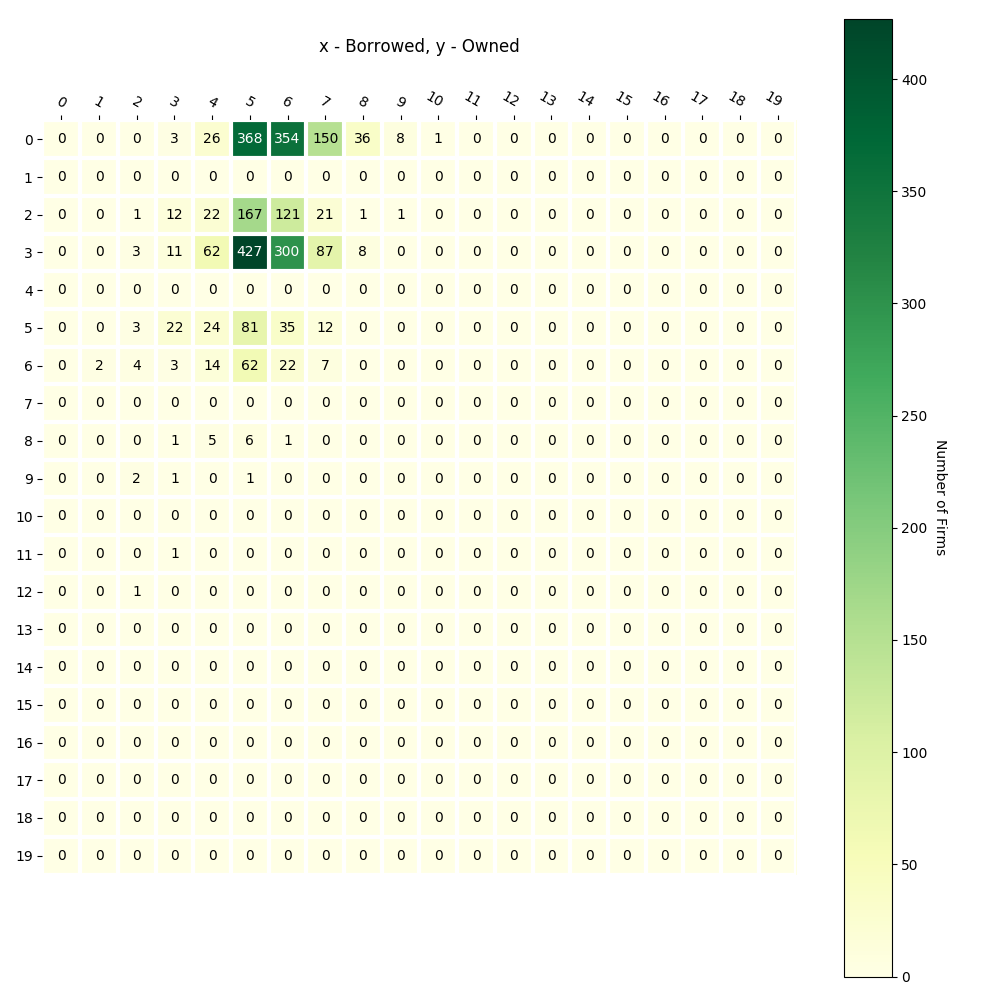 x - Borrowed, y - Owned
0 1 2 3 4 5 6 7 8 9 10 11 12 13 14 15 16 17 18 19
0 0 0 0 3 26 368 354 150 36 8 1 0 0 0 0 0 0 0 0 0
1 0 0 0 0 0 0 0 0 0 0 0 0 0 0 0 0 0 0 0 0
2 0 0 1 12 22 167 121 21 1 1 0 0 0 0 0 0 0 0 0 0
3 0 0 3 11 62 427 300 87 8 0 0 0 0 0 0 0 0 0 0 0
4 0 0 0 0 0 0 0 0 0 0 0 0 0 0 0 0 0 0 0 0
5 0 0 3 22 24 81 35 12 0 0 0 0 0 0 0 0 0 0 0 0
6 0 2 4 3 14 62 22 7 0 0 0 0 0 0 0 0 0 0 0 0
7 0 0 0 0 0 0 0 0 0 0 0 0 0 0 0 0 0 0 0 0
8 0 0 0 1 5 6 1 0 0 0 0 0 0 0 0 0 0 0 0 0
9 0 0 2 1 0 1 0 0 0 0 0 0 0 0 0 0 0 0 0 0
10 0 0 0 0 0 0 0 0 0 0 0 0 0 0 0 0 0 0 0 0
11 0 0 0 1 0 0 0 0 0 0 0 0 0 0 0 0 0 0 0 0
12 0 0 1 0 0 0 0 0 0 0 0 0 0 0 0 0 0 0 0 0
13 0 0 0 0 0 0 0 0 0 0 0 0 0 0 0 0 0 0 0 0
14 0 0 0 0 0 0 0 0 0 0 0 0 0 0 0 0 0 0 0 0
15 0 0 0 0 0 0 0 0 0 0 0 0 0 0 0 0 0 0 0 0
16 0 0 0 0 0 0 0 0 0 0 0 0 0 0 0 0 0 0 0 0
17 0 0 0 0 0 0 0 0 0 0 0 0 0 0 0 0 0 0 0 0
18 0 0 0 0 0 0 0 0 0 0 0 0 0 0 0 0 0 0 0 0
19 0 0 0 0 0 0 0 0 0 0 0 0 0 0 0 0 0 0 0 0
400
350
300
250
200
150
100
50
0
Number of Firms